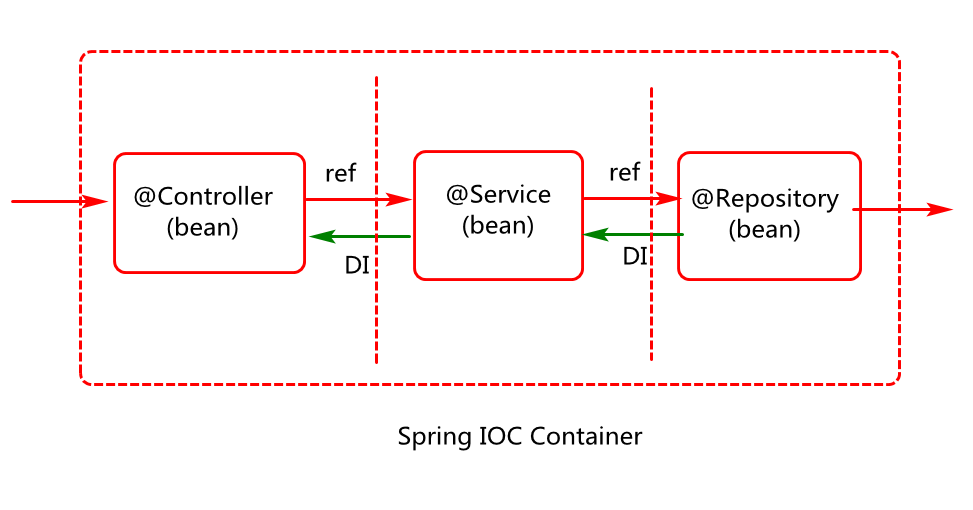 @Controller
(bean)
ref
DI
@Service
(bean)
ref
DI
@Repository
(bean)
Spring IOC Container